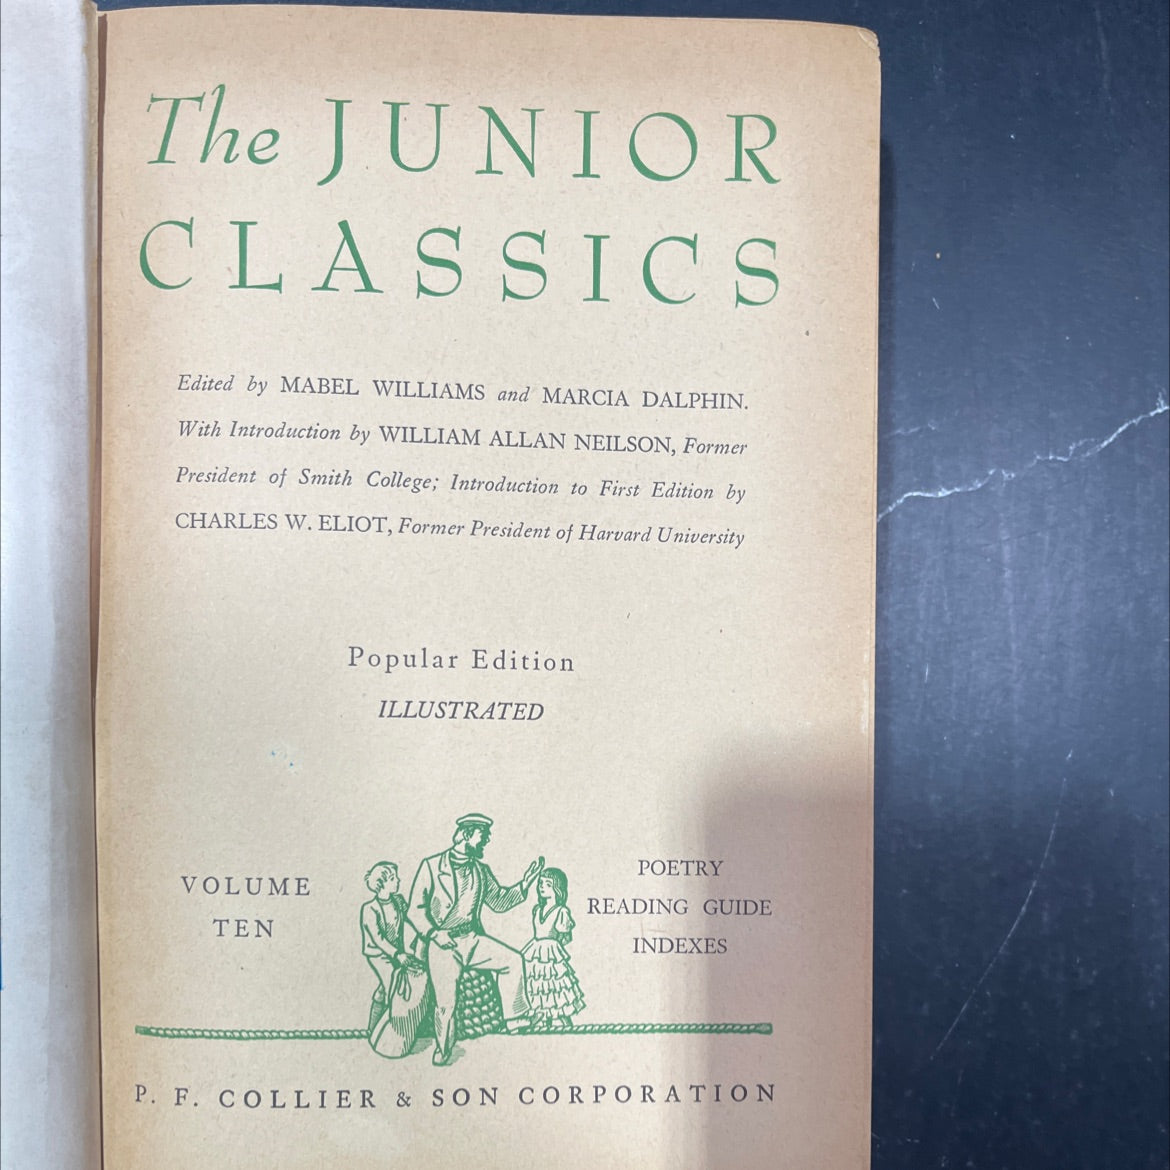 The JUNIOR
CLASSICS
Edited by MABEL WILLIAMS and MARCIA DALPHIN.
With Introduction by WILLIAM ALLAN NEILSON, Former
President of Smith College; Introduction to First Edition by
CHARLES W. ELIOT, Former President of Harvard University
Popular Edition
ILLUSTRATED
VOLUME
TEN
POETRY
READING GUIDE
INDEXES
P. F. COLLIER & SON CORPORATION